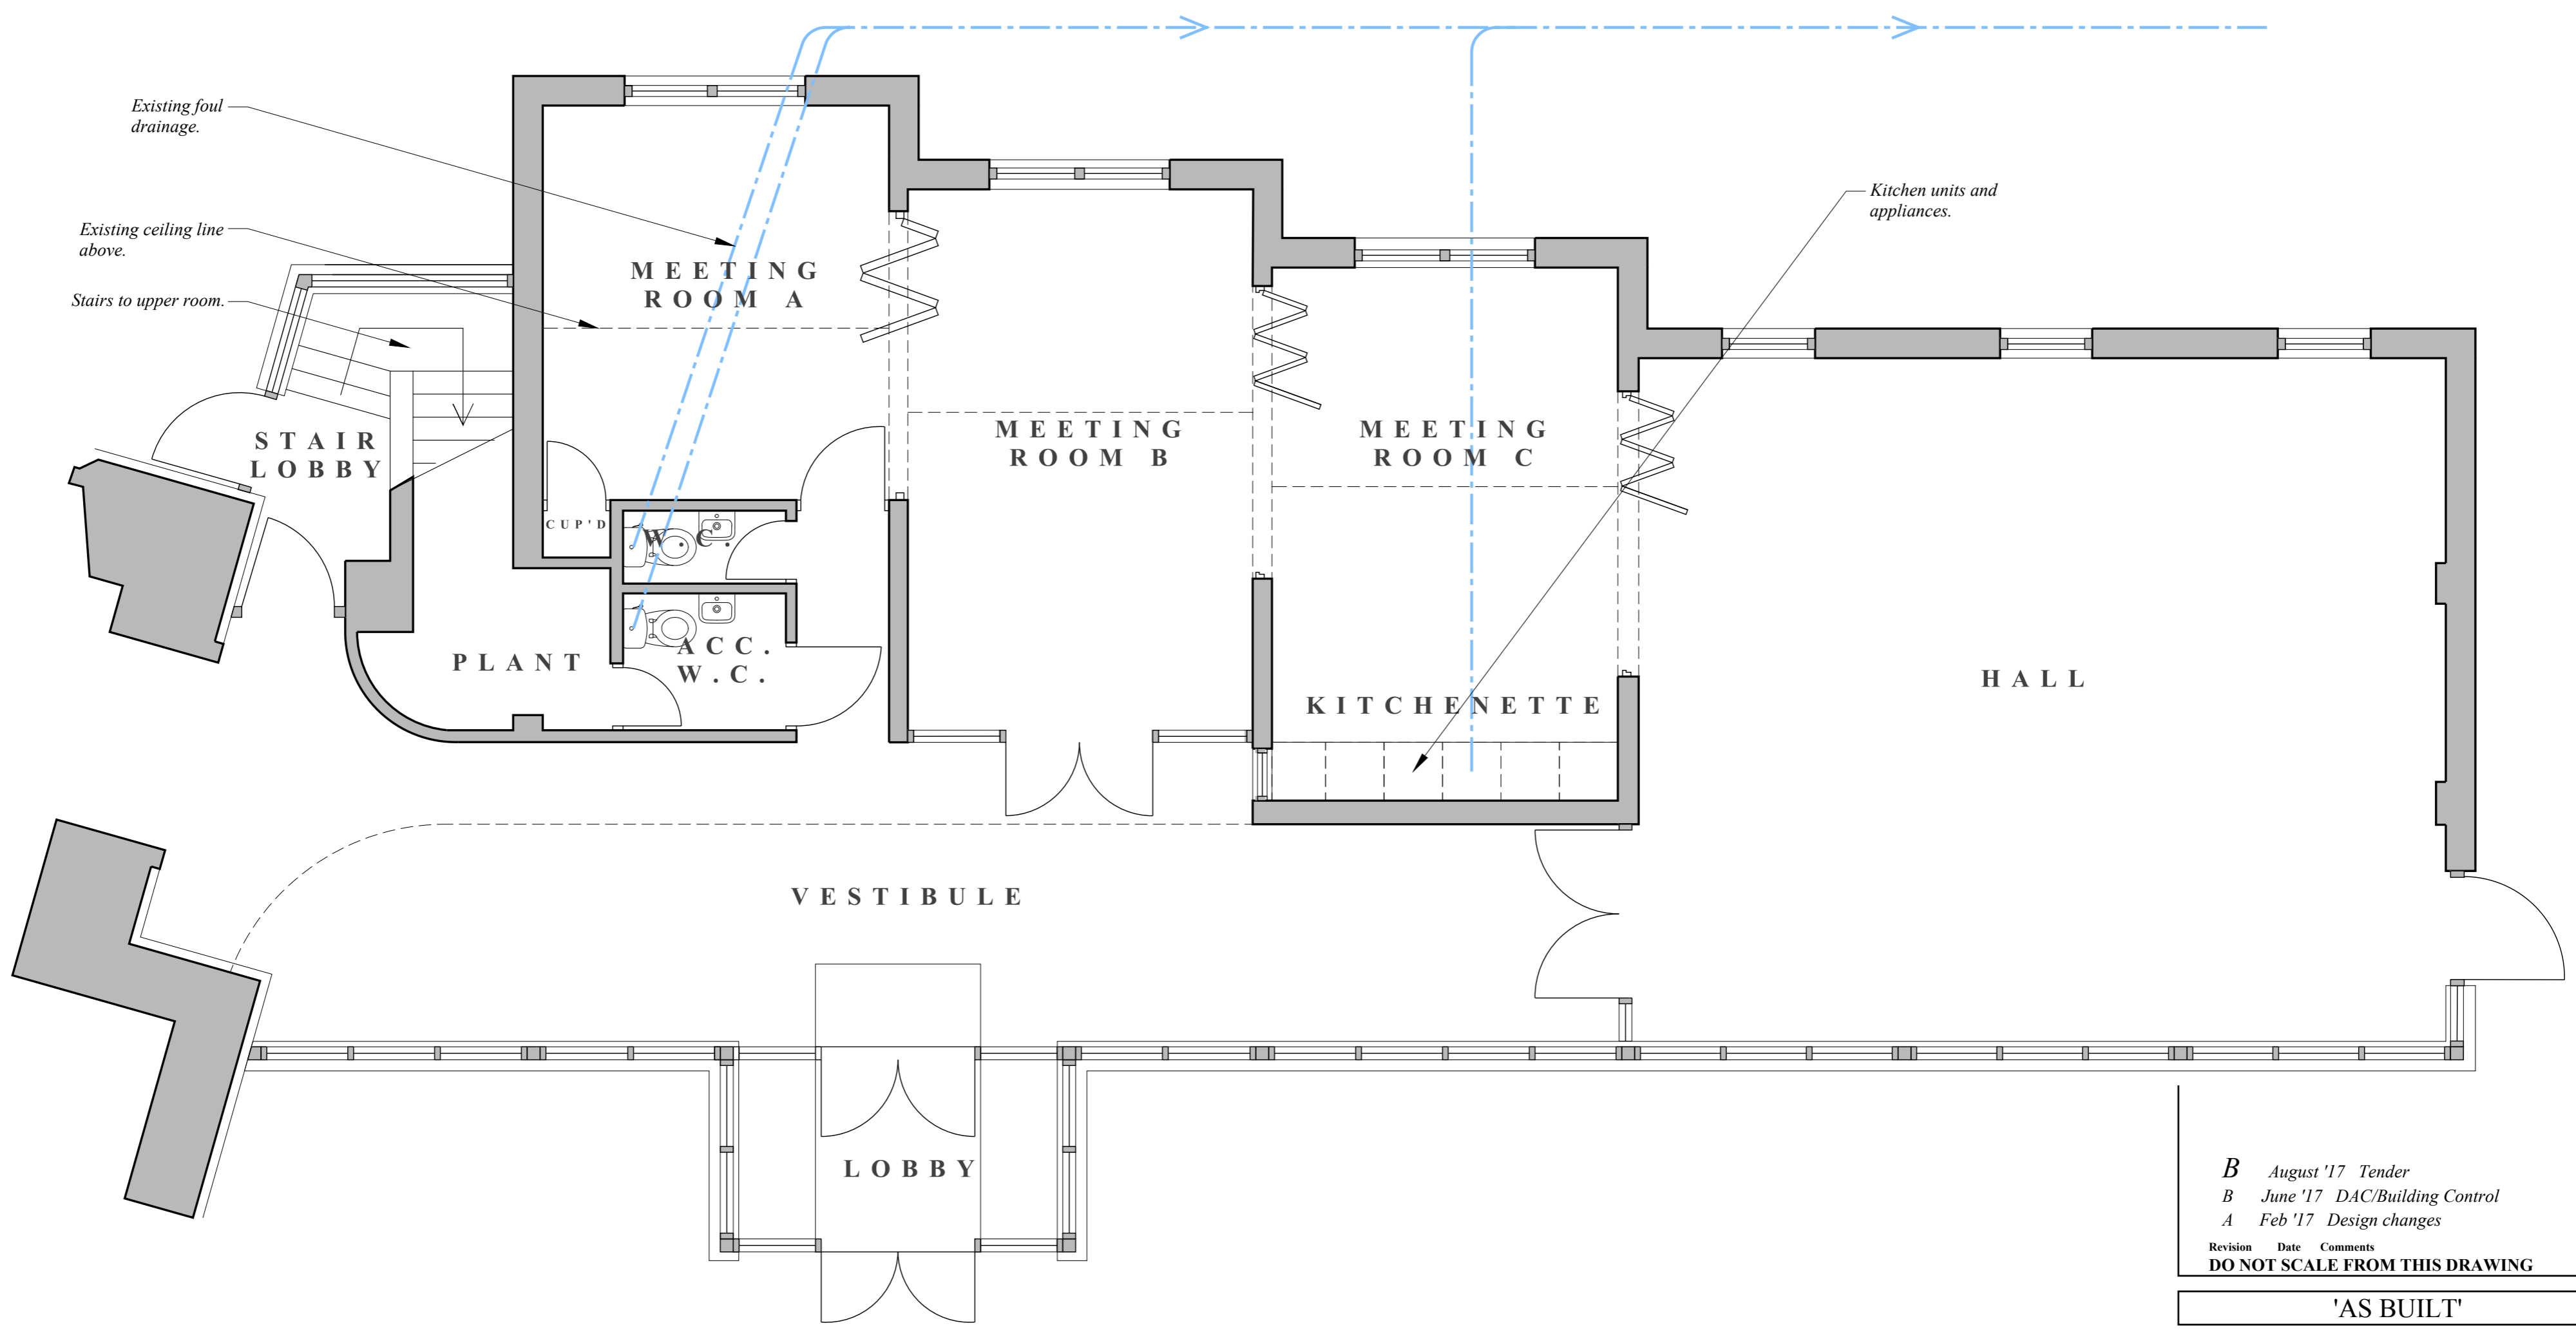 Existing foul
drainage.
Existing ceiling line
above.
Stairs to upper room.
Kitchen units and
appliances.
MEETING
ROOM A
MEETING
ROOM B
MEETING
ROOM C
STAIR
LOBBY
CUP'D
W.C.
ACC.
W.C.
PLANT
KITCHENETTE
HALL
VESTIBULE
LOBBY
B August '17 Tender
B June '17 DAC/Building Control
A Feb '17 Design changes
Revision Date Comments
DO NOT SCALE FROM THIS DRAWING
'AS BUILT'